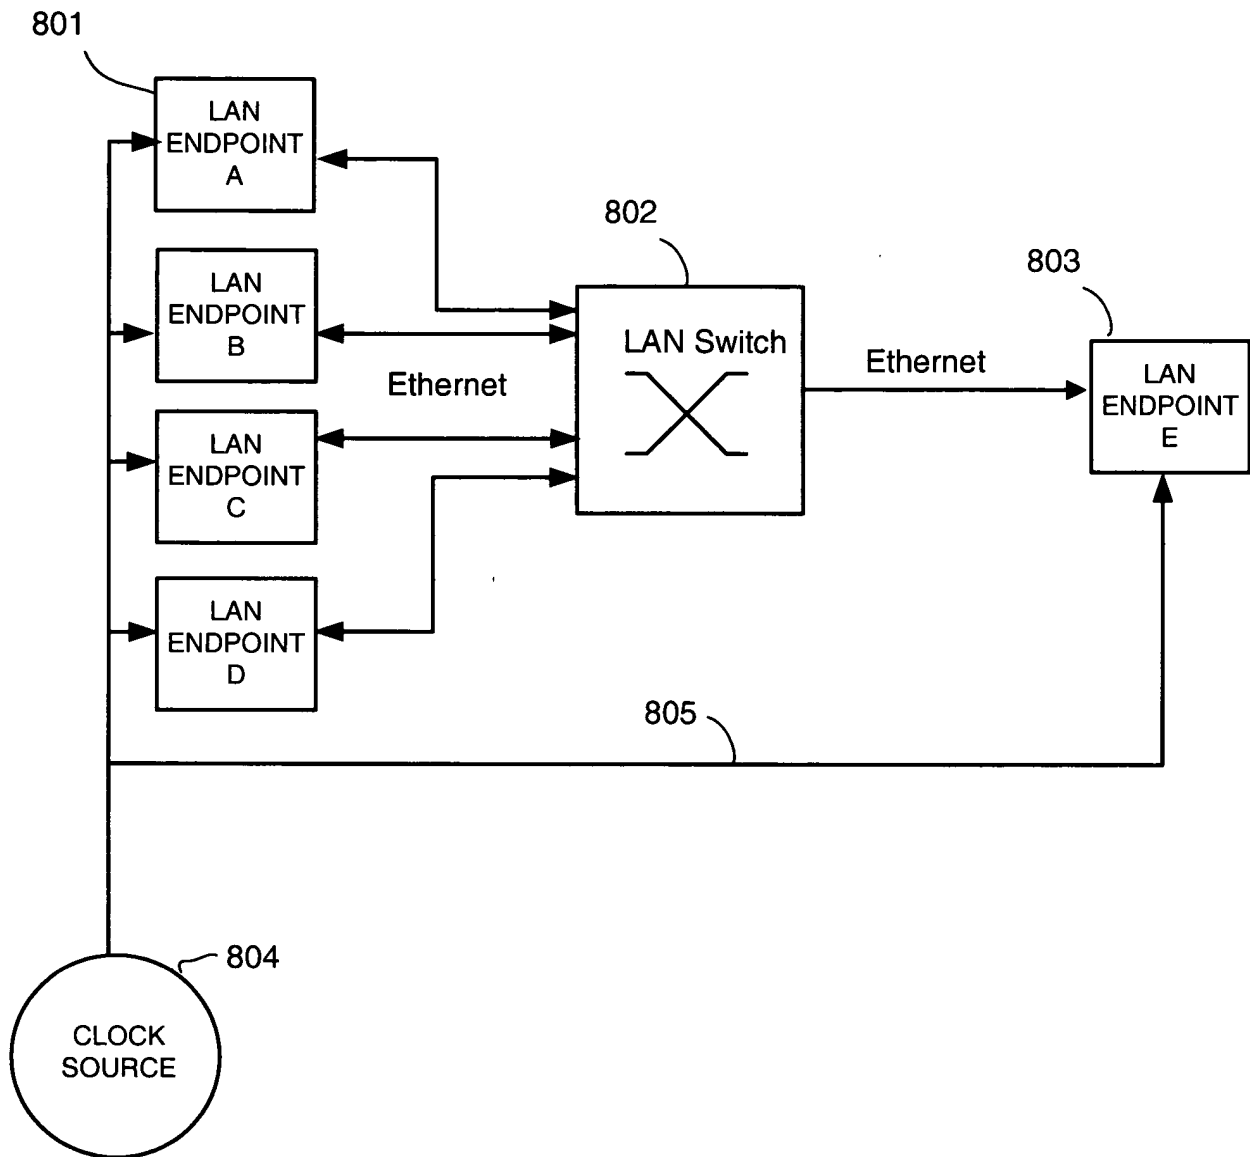 801
LAN
ENDPOINT
A
LAN
ENDPOINT
B
LAN
ENDPOINT
C
LAN
ENDPOINT
D
Ethernet
802
LAN Switch
Ethernet
803
LAN
ENDPOINT
E
805
804
CLOCK
SOURCE